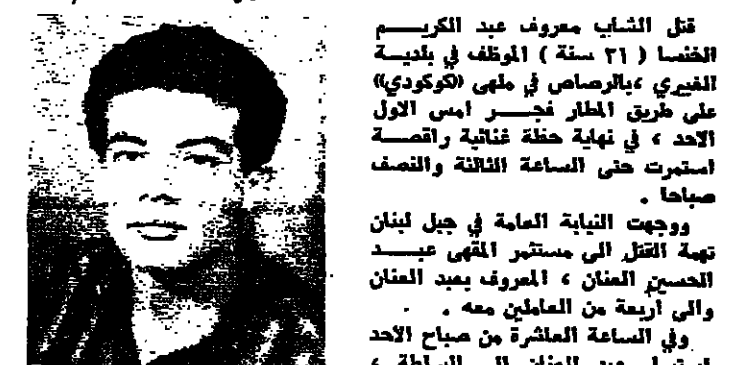 قتل الشاب معروف عبد الكريم
الخنسا ( ٢١ سنة ) الموظف في بلدية
الغبيري ،بالرصاص في ملهى «كوكودي»
على طريق المطار فجر امس الاول
الاحد ، في نهاية حفلة غنائية راقصة
استمرت حتى الساعة الثالثة والنصف
صباحا .
ووجهت النيابة العامة في جبل لبنان
تهمة القتل الى مستثمر المقهى عبد
الحسين العنان ، المعروف بعبد العنان
والى أربعة من العاملين معه .
وفي الساعة العاشرة من صباح الاحد